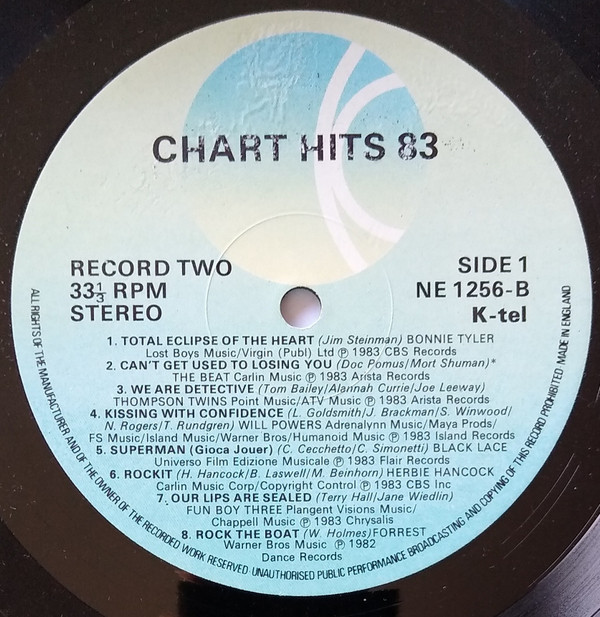 CHART HITS 83
RECORD TWO
33⅓ RPM
STEREO
SIDE 1
NE 1256-B
K-tel
1. TOTAL ECLIPSE OF THE HEART (Jim Steinman) BONNIE TYLER
Lost Boys Music/Virgin (Publ) Ltd ℗ 1983 CBS Records
2. CAN'T GET USED TO LOSING YOU (Doc Pomus/Mort Shuman)*
THE BEAT Carlin Music ℗ 1983 Arista Records
3. WE ARE DETECTIVE (Tom Bailey/Alannah Currie/Joe Leeway)
THOMPSON TWINS Point Music/ATV Music ℗ 1983 Arista Records
4. KISSING WITH CONFIDENCE (L. Goldsmith/J. Brackman/S. Winwood/
N. Rogers/T. Rundgren) WILL POWERS Adrenalynn Music/Maya Prods/
FS Music/Island Music/Warner Bros/Humanoid Music ℗ 1983 Island Records
5. SUPERMAN (Gioca Jouer) (C. Cecchetto/C. Simonetti) BLACK LACE
Universo Film Edizione Musicale ℗ 1983 Flair Records
6. ROCKIT (H. Hancock/B. Laswell/M. Beinhorn) HERBIE HANCOCK
Carlin Music Corp/Copyright Control ℗ 1983 CBS Inc
7. OUR LIPS ARE SEALED (Terry Hall/Jane Wiedlin)
FUN BOY THREE Plangent Visions Music/
Chappell Music ℗ 1983 Chrysalis
8. ROCK THE BOAT (W. Holmes)FORREST
Warner Bros Music ℗ 1982
Dance Records
ALL RIGHTS OF THE MANUFACTURER AND OF THE OWNER OF THE RECORDED WORK RESERVED · UNAUTHORISED PUBLIC PERFORMANCE BROADCASTING AND COPYING OF THIS RECORD PROHIBITED MADE IN ENGLAND